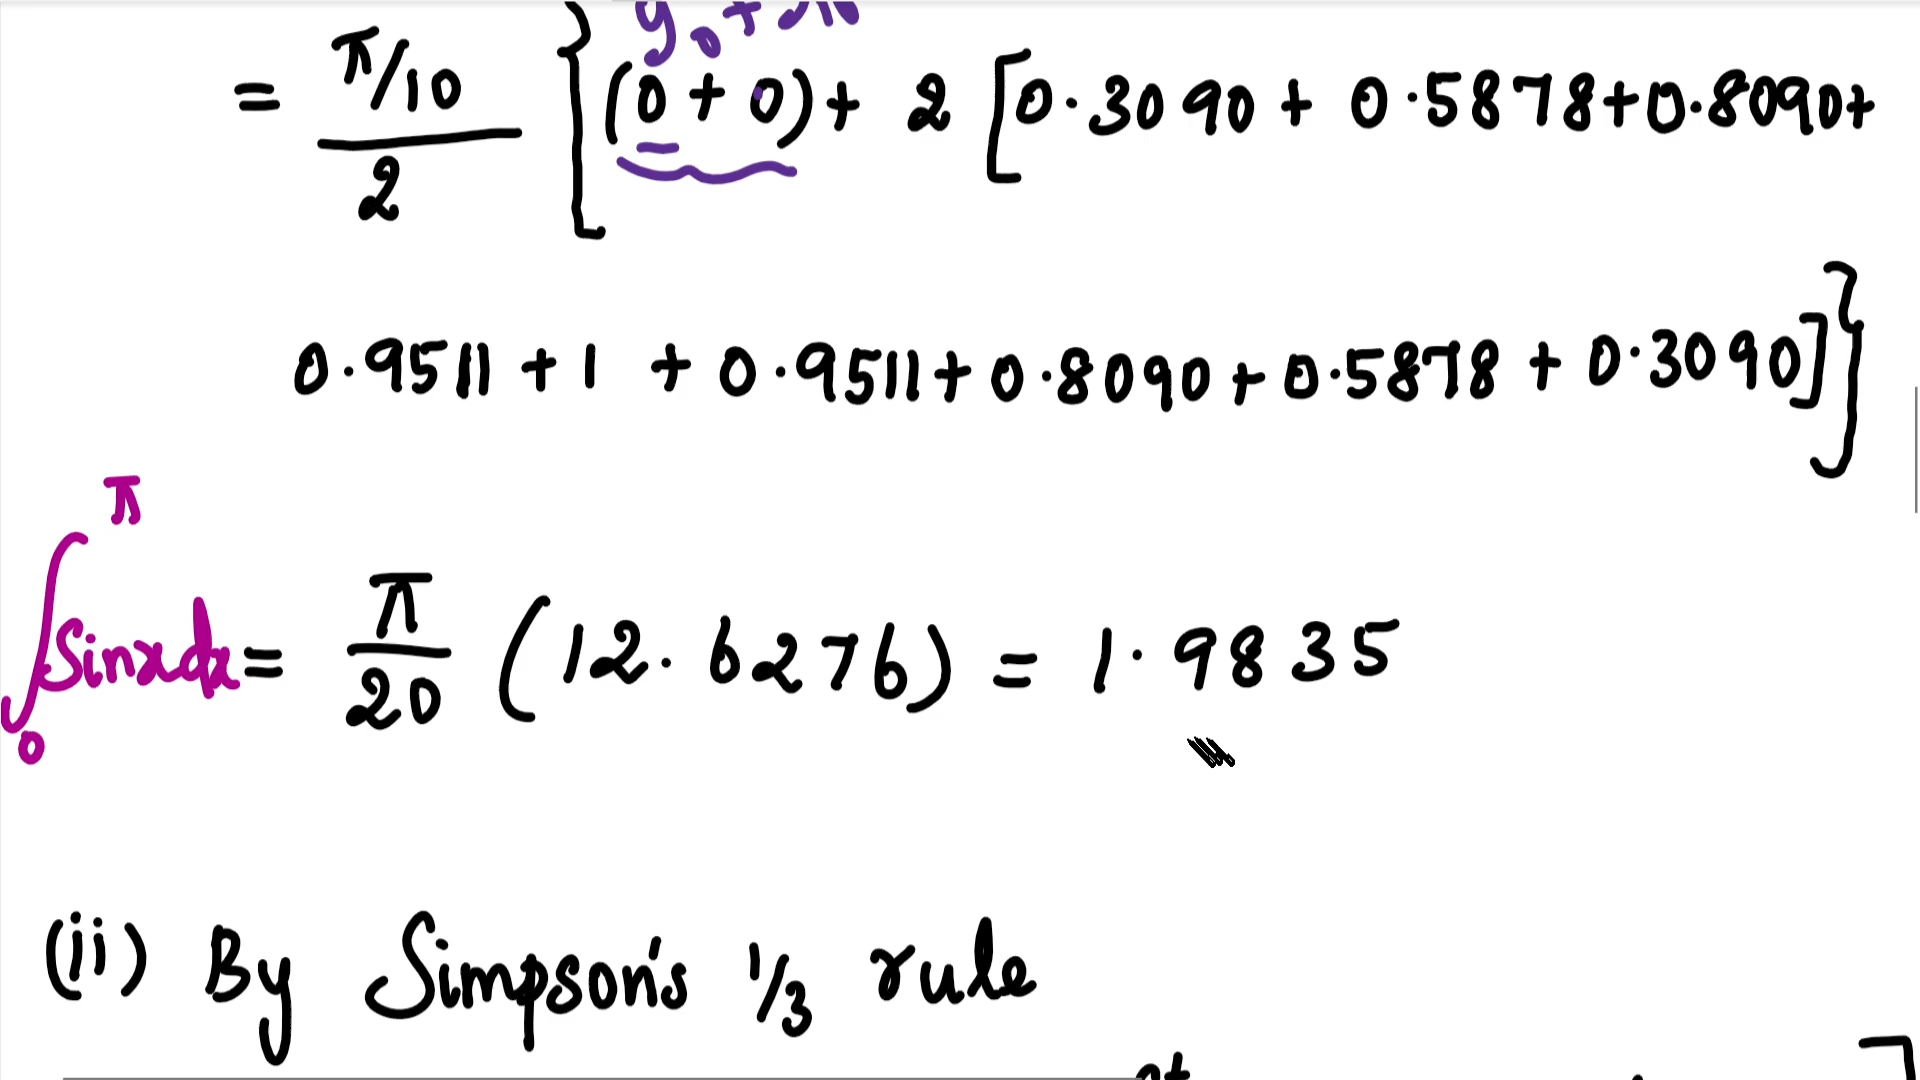 y0 +
= π/10 / 2 { (0 + 0) + 2 [0.3090 + 0.5878 + 0.8090 +
0.9511 + 1 + 0.9511 + 0.8090 + 0.5878 + 0.3090] }
∫0^π Sinx dx = π/20 (12.6276) = 1.9835
(ii) By Simpson's 1/3 rule